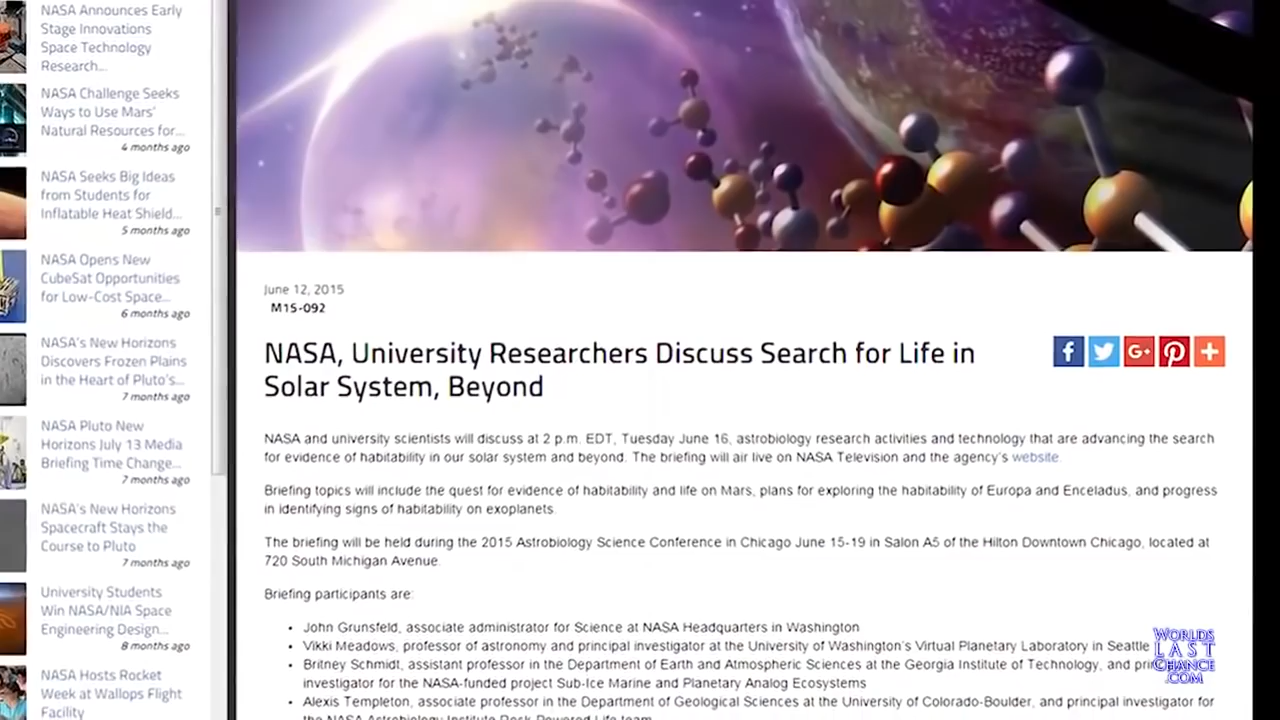 NASA Announces Early
Stage Innovations
Space Technology
Research...
NASA Challenge Seeks
Ways to Use Mars'
Natural Resources for...
4 months ago
NASA Seeks Big Ideas
from Students for
Inflatable Heat Shield...
5 months ago
NASA Opens New
CubeSat Opportunities
for Low-Cost Space...
6 months ago
NASA's New Horizons
Discovers Frozen Plains
in the Heart of Pluto's...
7 months ago
NASA Pluto New
Horizons July 13 Media
Briefing Time Change...
7 months ago
NASA's New Horizons
Spacecraft Stays the
Course to Pluto
7 months ago
University Students
Win NASA/NIA Space
Engineering Design...
8 months ago
NASA Hosts Rocket
Week at Wallops Flight
Facility
June 12, 2015
M15-092
NASA, University Researchers Discuss Search for Life in
Solar System, Beyond
NASA and university scientists will discuss at 2 p.m. EDT, Tuesday June 16, astrobiology research activities and technology that are advancing the search
for evidence of habitability in our solar system and beyond. The briefing will air live on NASA Television and the agency's website.
Briefing topics will include the quest for evidence of habitability and life on Mars, plans for exploring the habitability of Europa and Enceladus, and progress
in identifying signs of habitability on exoplanets.
The briefing will be held during the 2015 Astrobiology Science Conference in Chicago June 15-19 in Salon A5 of the Hilton Downtown Chicago, located at
720 South Michigan Avenue.
Briefing participants are:
• John Grunsfeld, associate administrator for Science at NASA Headquarters in Washington
• Vikki Meadows, professor of astronomy and principal investigator at the University of Washington's Virtual Planetary Laboratory in Seattle
• Britney Schmidt, assistant professor in the Department of Earth and Atmospheric Sciences at the Georgia Institute of Technology, and
investigator for the NASA-funded project Sub-Ice Marine and Planetary Analog Ecosystems
• Alexis Templeton, associate professor in the Department of Geological Sciences at the University of Colorado-Boulder, and principal investigator for
the NASA Astrobiology Institute Rock Powered Life team
WORLDS
LAST
CHANCE
.COM